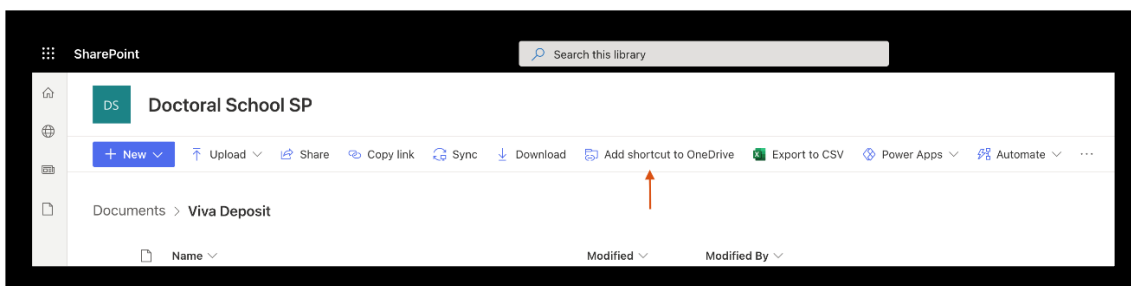 SharePoint
Search this library
DS Doctoral School SP
New Upload Share Copy link Sync Download Add shortcut to OneDrive Export to CSV Power Apps Automate ...
Documents > Viva Deposit
Name Modified Modified By